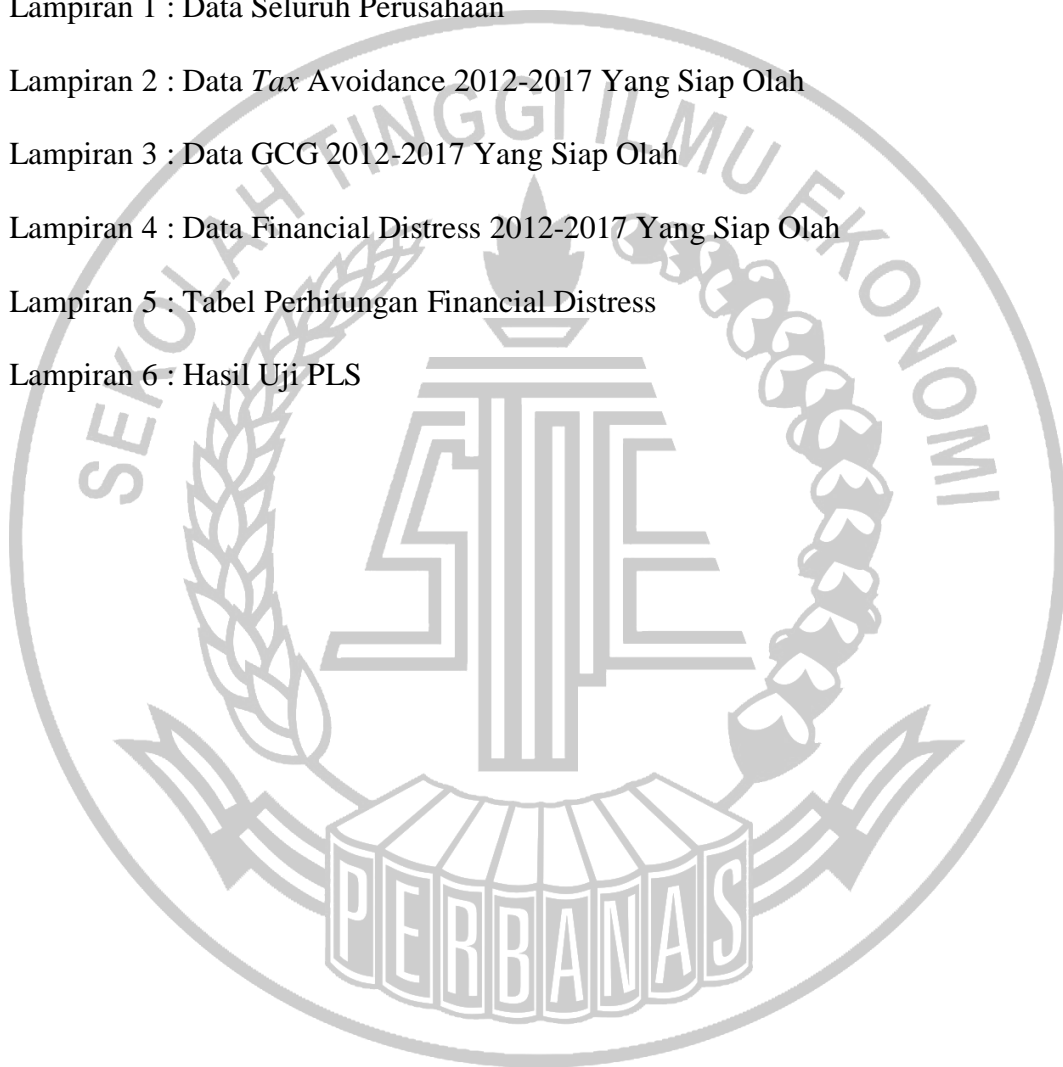 Lampiran 1 : Data Seluruh Perusahaan
Lampiran 2 : Data Tax Avoidance 2012-2017 Yang Siap Olah
Lampiran 3 : Data GCG 2012-2017 Yang Siap Olah
Lampiran 4 : Data Financial Distress 2012-2017 Yang Siap Olah
Lampiran 5 : Tabel Perhitungan Financial Distress
Lampiran 6 : Hasil Uji PLS
SEKOLAH TINGGI ILMU EKONOMI
STIE
PERBANAS